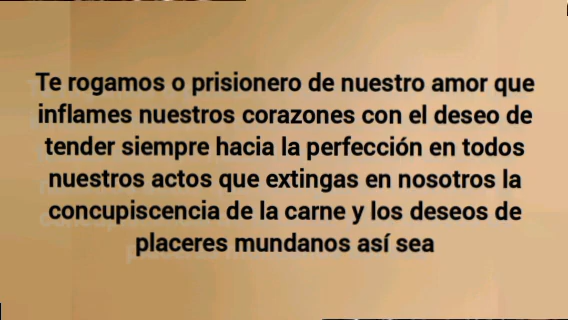 Te rogamos o prisionero de nuestro amor que
inflames nuestros corazones con el deseo de
tender siempre hacia la perfección en todos
nuestros actos que extingas en nosotros la
concupiscencia de la carne y los deseos de
placeres mundanos así sea